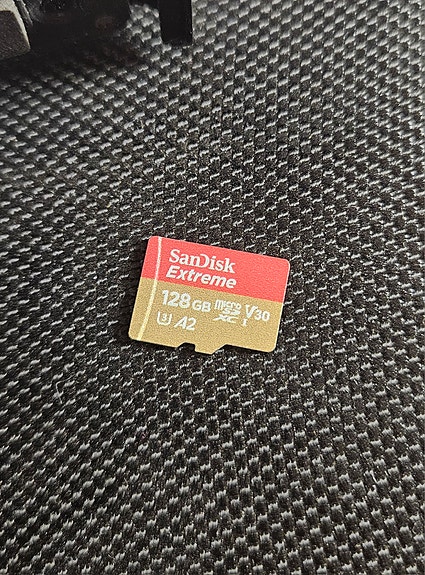 SanDisk
Extreme
128 GB micro SD XC I V30
U3 A2